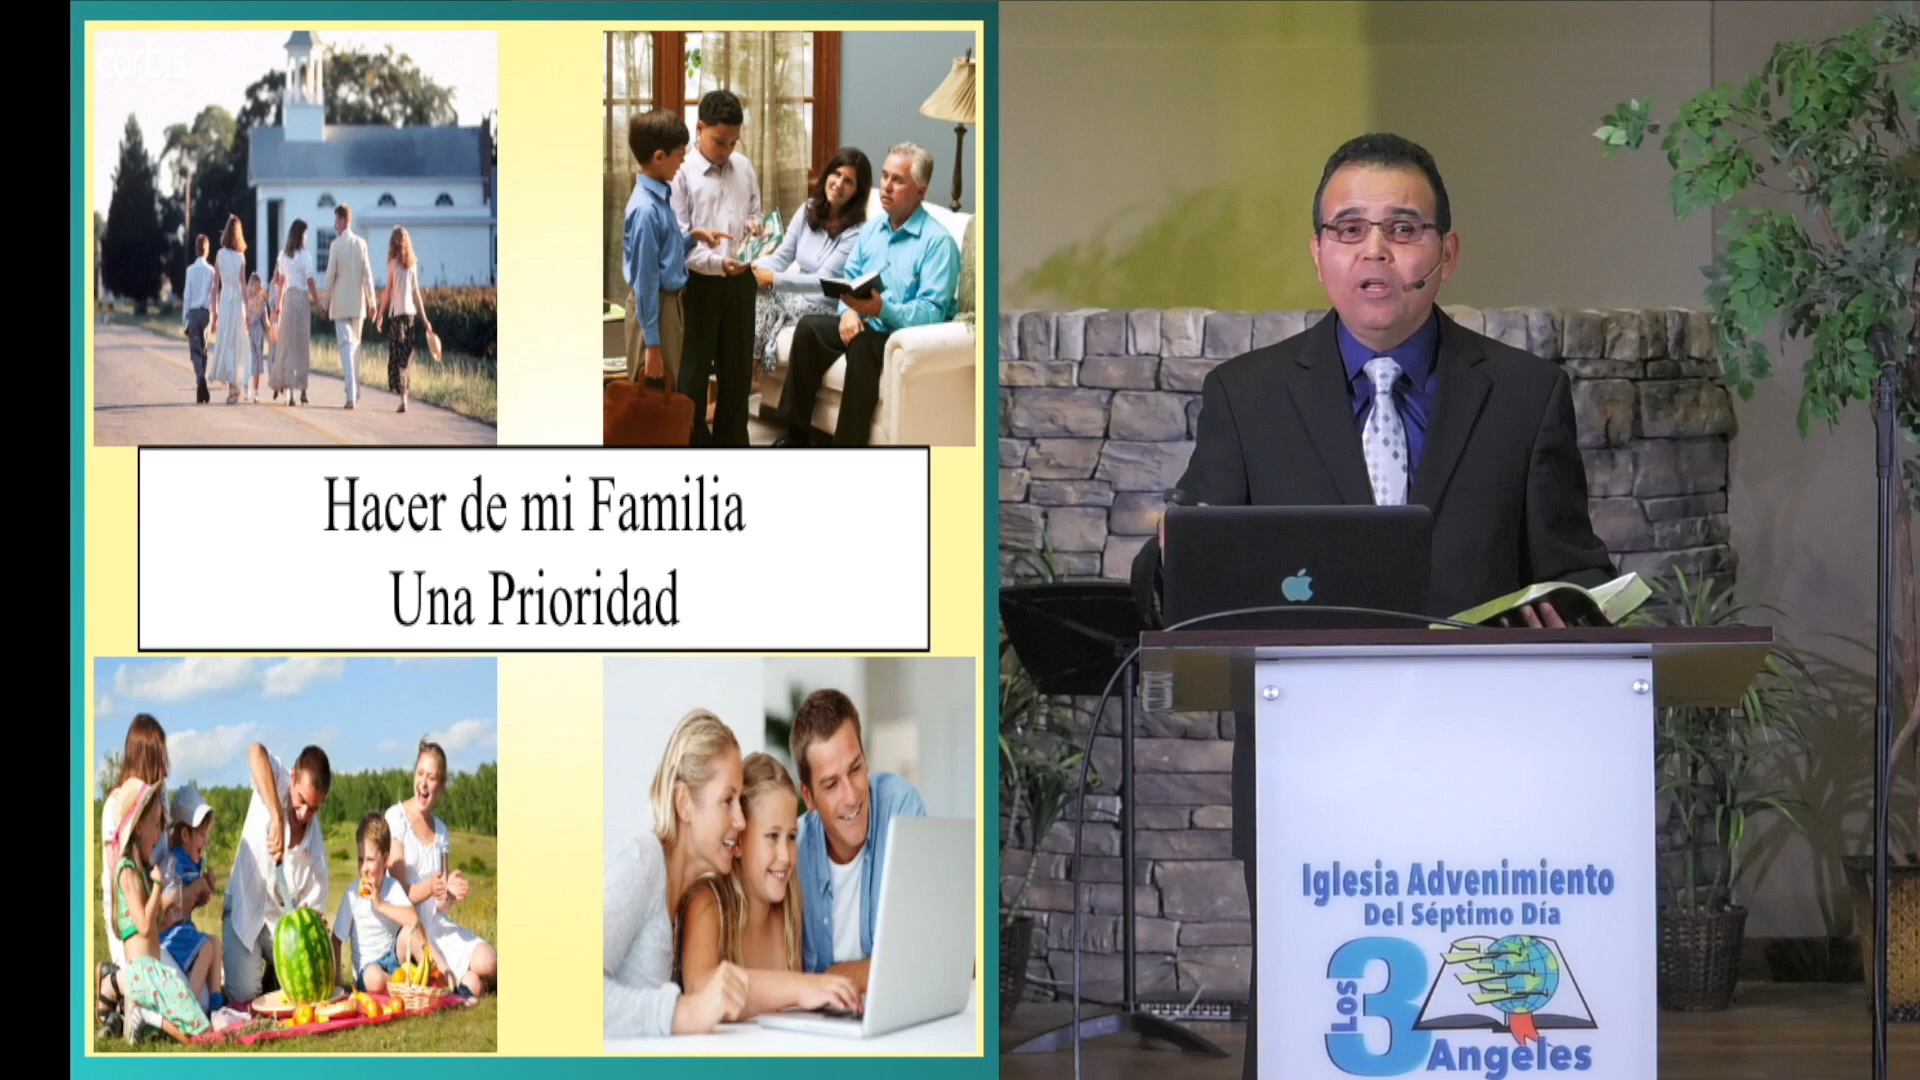 corbis
Hacer de mi Familia
Una Prioridad
Iglesia Advenimiento
Del Séptimo Día
Los 3 Angeles